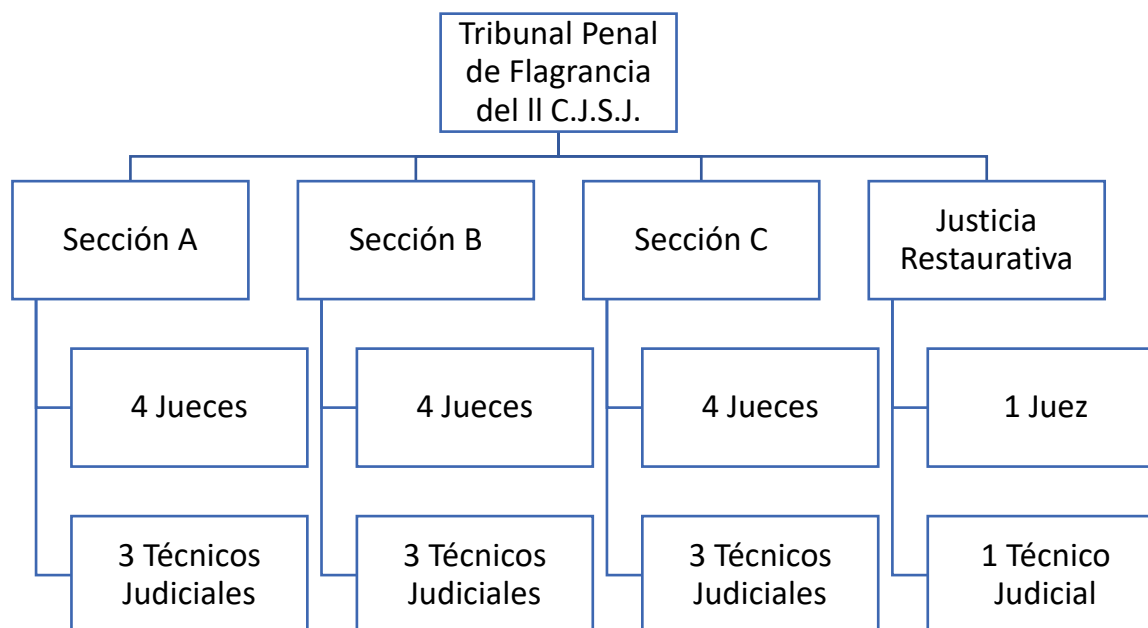 Tribunal Penal
de Flagrancia
del ll C.J.S.J.
Sección A
Sección B
Sección C
Justicia
Restaurativa
4 Jueces
4 Jueces
4 Jueces
1 Juez
3 Técnicos
Judiciales
3 Técnicos
Judiciales
3 Técnicos
Judiciales
1 Técnico
Judicial